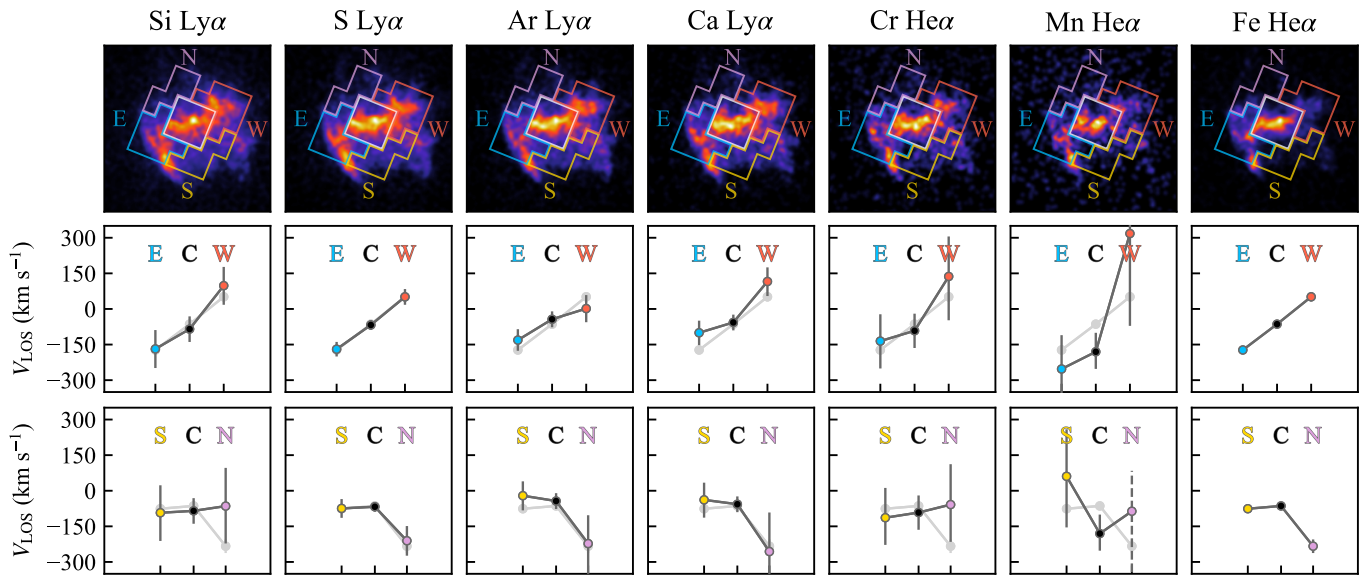 Si Lyα S Lyα Ar Lyα Ca Lyα Cr Heα Mn Heα Fe Heα
N N N N N N N
E W E W E W E W E W E W E W
S S S S S S S
V_LOS (km s⁻¹)
300
150
0
−150
−300
E C W E C W E C W E C W E C W E C W E C W
V_LOS (km s⁻¹)
300
150
0
−150
−300
S C N S C N S C N S C N S C N S C N S C N